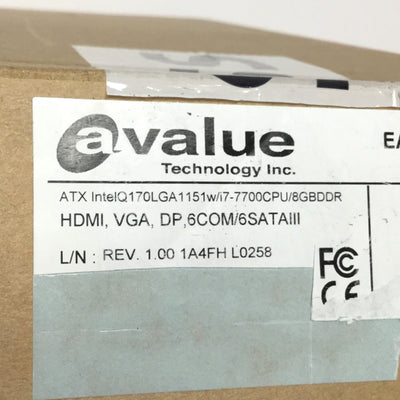 avalue
Technology Inc.
EA
ATX IntelQ170LGA1151w/i7-7700CPU/8GBDDR
HDMI, VGA, DP,6COM/6SATAIII
L/N : REV. 1.00 1A4FH L0258
FC
CE